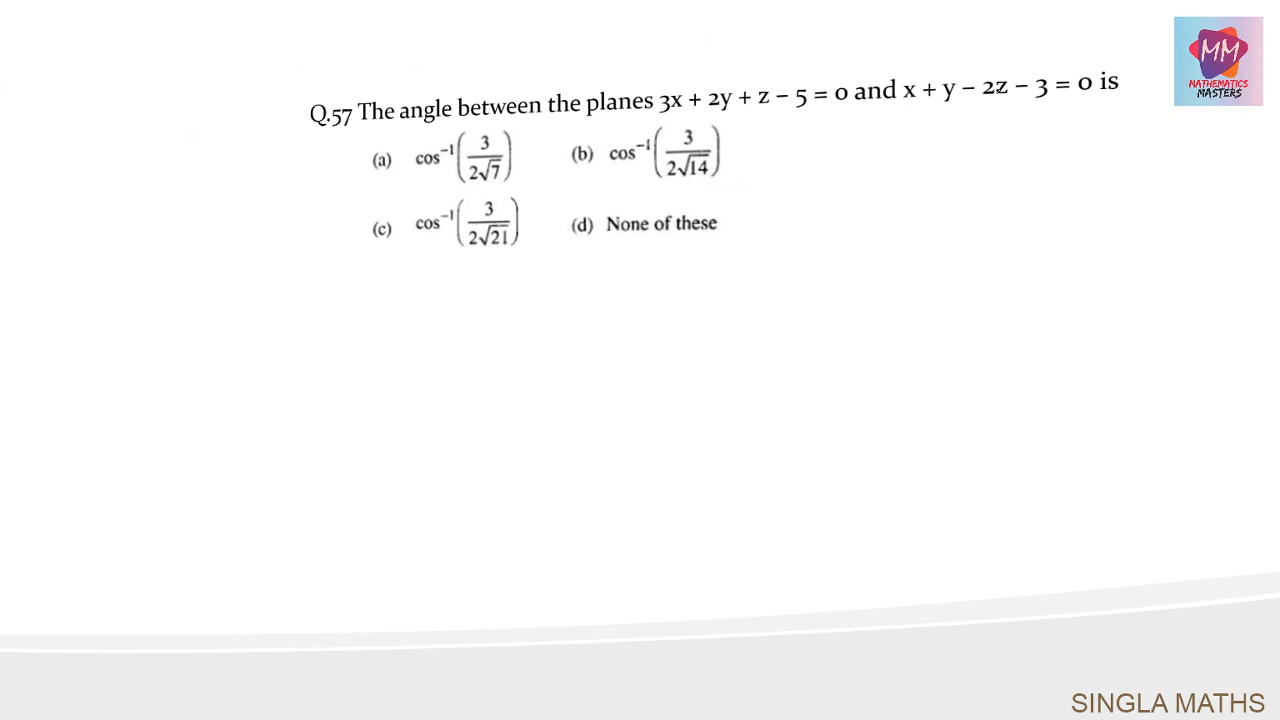 MM
MATHEMATICS
MASTERS
Q.57 The angle between the planes 3x + 2y + z − 5 = 0 and x + y − 2z − 3 = 0 is
(a) cos⁻¹(3/(2√7)) (b) cos⁻¹(3/(2√14))
(c) cos⁻¹(3/(2√21)) (d) None of these
SINGLA MATHS